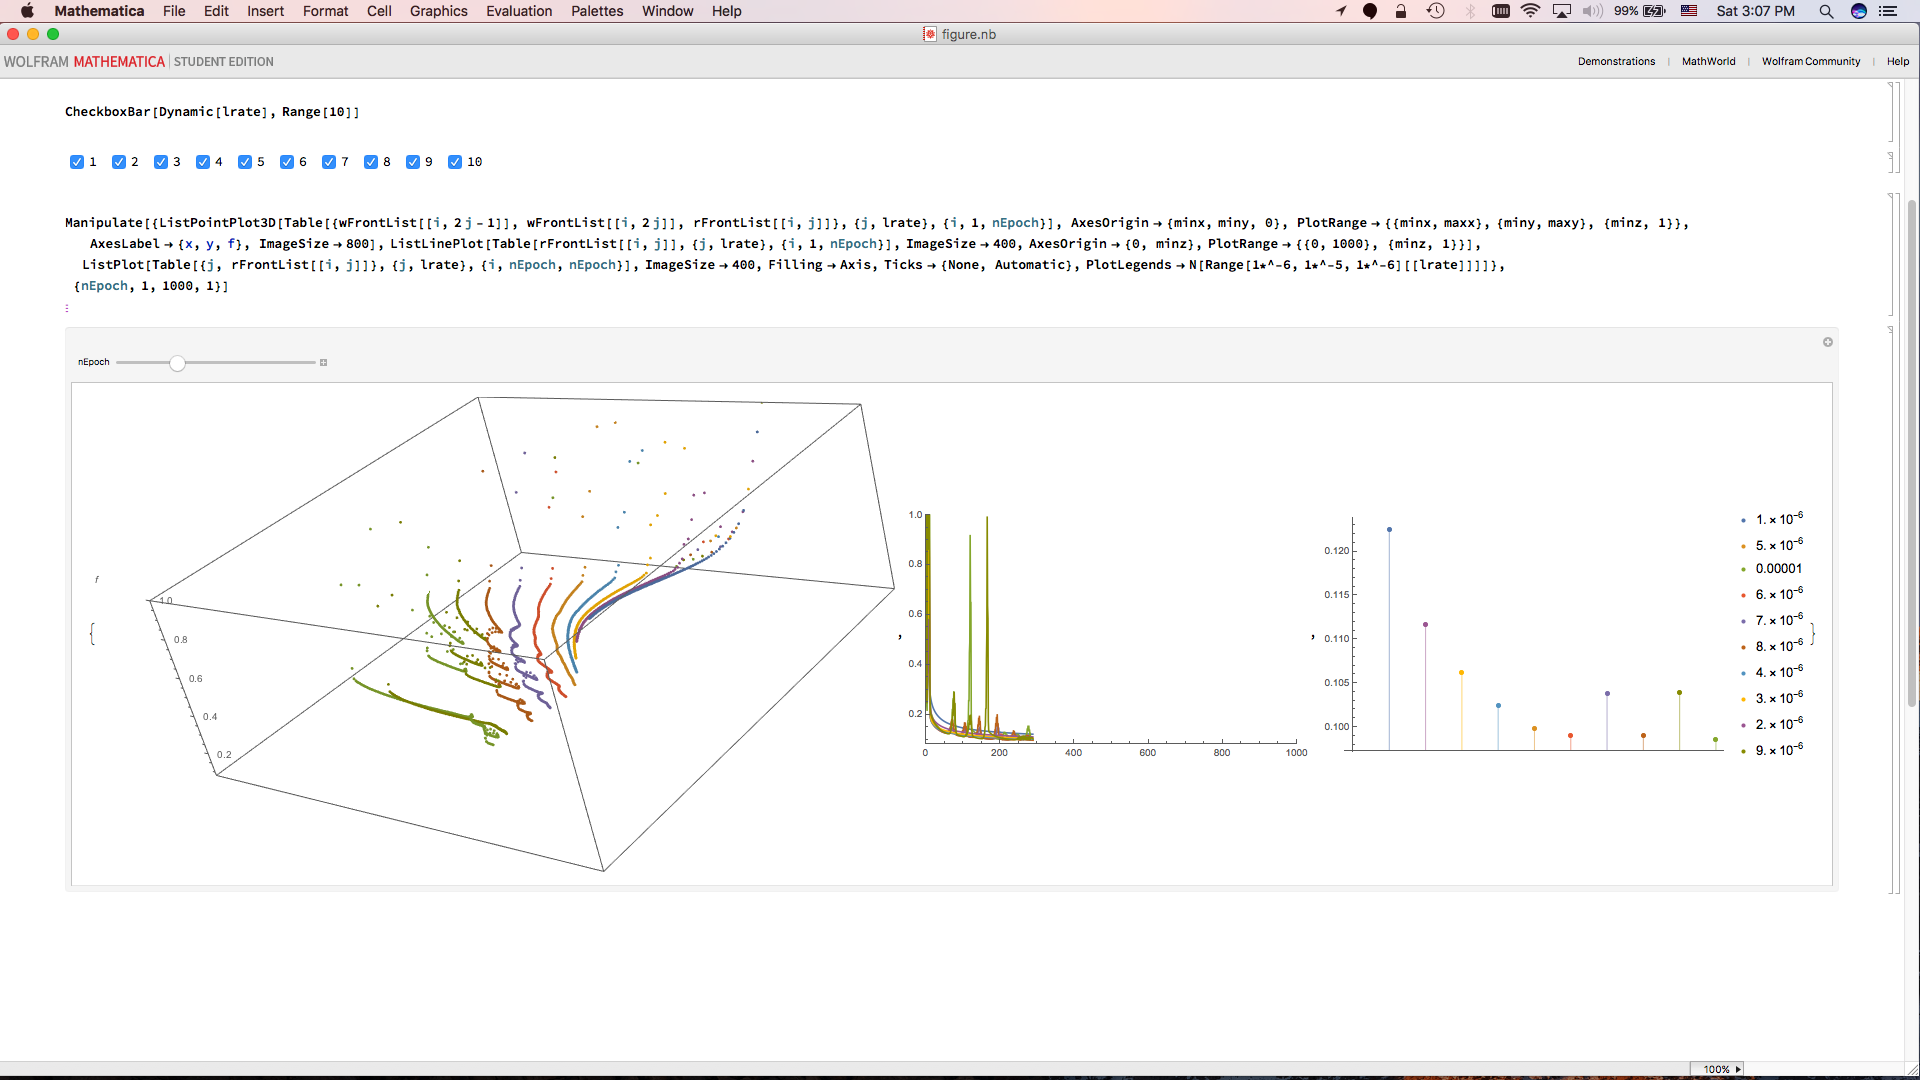 Mathematica File Edit Insert Format Cell Graphics Evaluation Palettes Window Help 99% Sat 3:07 PM
figure.nb
WOLFRAM MATHEMATICA STUDENT EDITION Demonstrations MathWorld Wolfram Community Help
CheckboxBar[Dynamic[lrate], Range[10]]
1 2 3 4 5 6 7 8 9 10
Manipulate[{ListPointPlot3D[Table[{wFrontList[[i, 2 j - 1]], wFrontList[[i, 2 j]], rFrontList[[i, j]]}, {j, lrate}, {i, 1, nEpoch}], AxesOrigin → {minx, miny, 0}, PlotRange → {{minx, maxx}, {miny, maxy}, {minz, 1}},
AxesLabel → {x, y, f}, ImageSize → 800], ListLinePlot[Table[rFrontList[[i, j]], {j, lrate}, {i, 1, nEpoch}], ImageSize → 400, AxesOrigin → {0, minz}, PlotRange → {{0, 1000}, {minz, 1}}],
ListPlot[Table[{j, rFrontList[[i, j]]}, {j, lrate}, {i, nEpoch, nEpoch}], ImageSize → 400, Filling → Axis, Ticks → {None, Automatic}, PlotLegends → N[Range[1*^-6, 1*^-5, 1*^-6][[lrate]]]]},
{nEpoch, 1, 1000, 1}]
nEpoch
{
f
1.0
0.8
0.6
0.4
0.2
,
1.0
0.8
0.6
0.4
0.2
0 200 400 600 800 1000
,
0.120
0.115
0.110
0.105
0.100
1. × 10⁻⁶
5. × 10⁻⁶
0.00001
6. × 10⁻⁶
7. × 10⁻⁶
8. × 10⁻⁶
4. × 10⁻⁶
3. × 10⁻⁶
2. × 10⁻⁶
9. × 10⁻⁶
}
100%